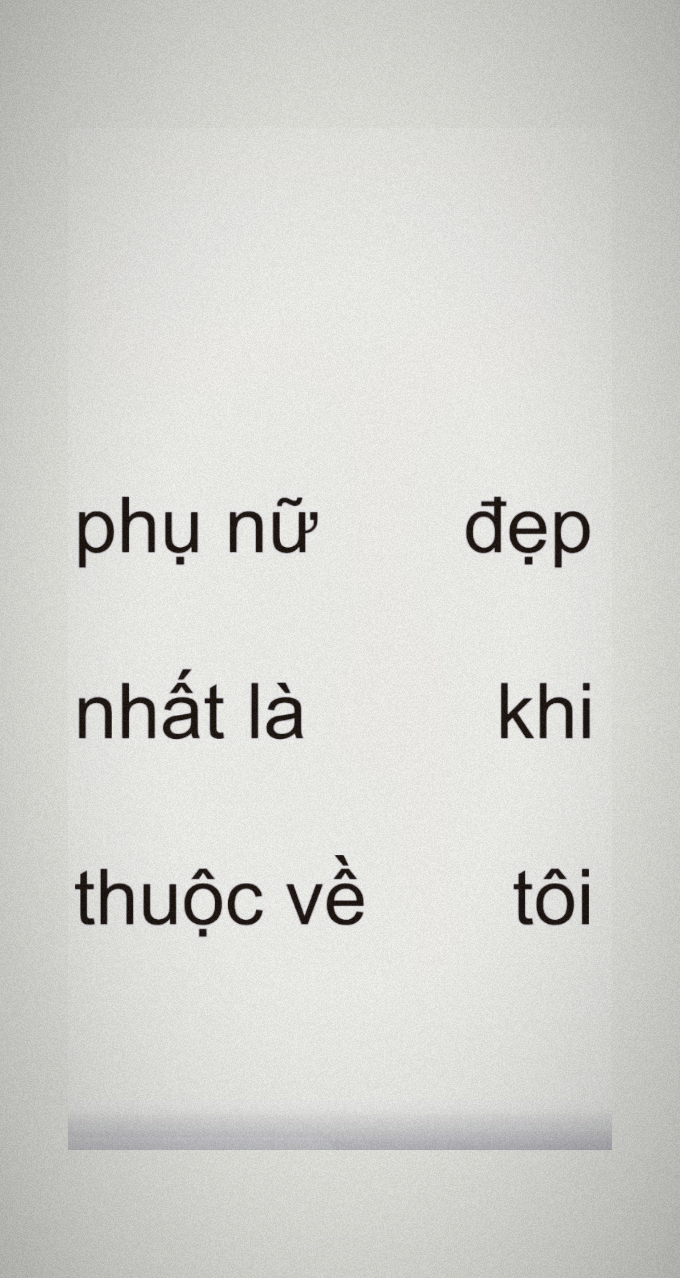 phụ nữ đẹp
nhất là khi
thuộc về tôi